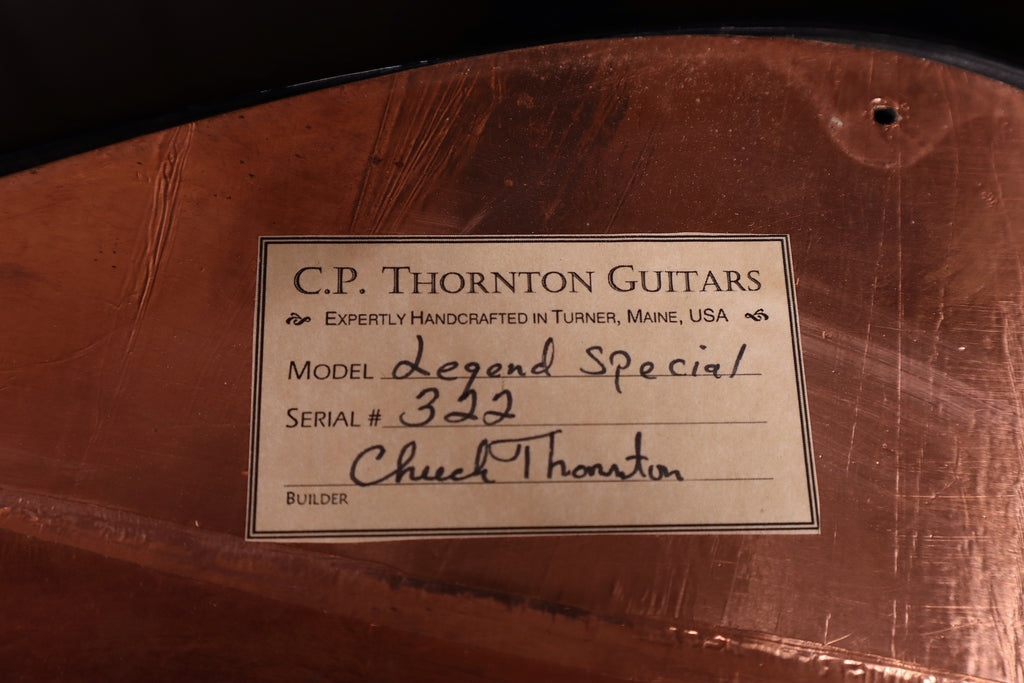 C.P. THORNTON GUITARS
EXPERTLY HANDCRAFTED IN TURNER, MAINE, USA
MODEL Legend Special
SERIAL # 322
Chuck Thornton
BUILDER